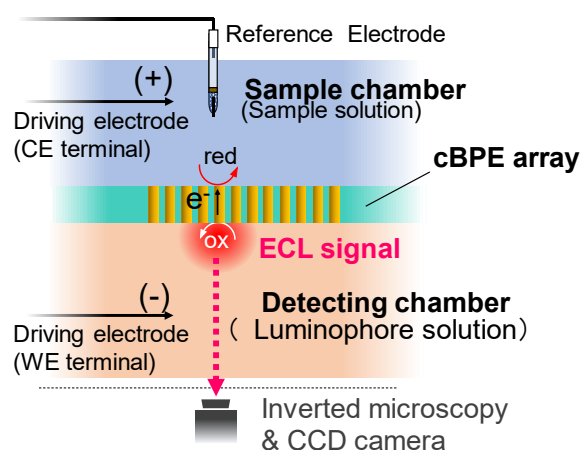 Reference Electrode
(+)
Sample chamber
(Sample solution)
Driving electrode
(CE terminal)
red
cBPE array
e-
ox
ECL signal
(-)
Detecting chamber
( Luminophore solution)
Driving electrode
(WE terminal)
Inverted microscopy
& CCD camera